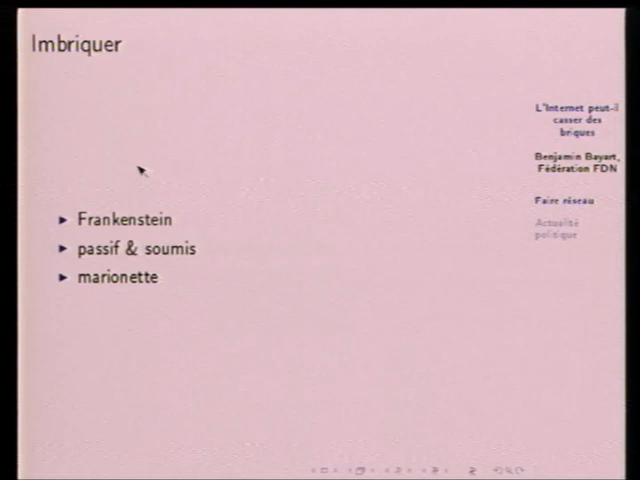 Imbriquer
L'Internet peut-il
casser des
briques
Benjamin Bayart,
Fédération FDN
Faire réseau
Actualité
politique
Frankenstein
passif & soumis
marionette